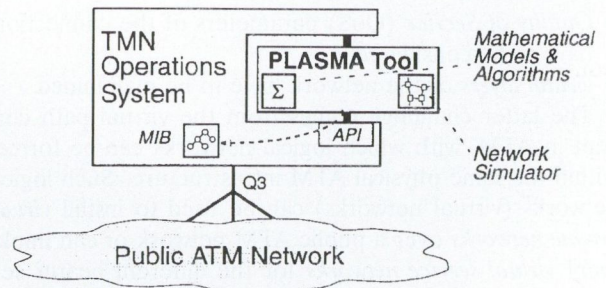 TMN
Operations
System
PLASMA Tool
Σ
MIB
API
Mathematical
Models &
Algorithms
Network
Simulator
Q3
Public ATM Network